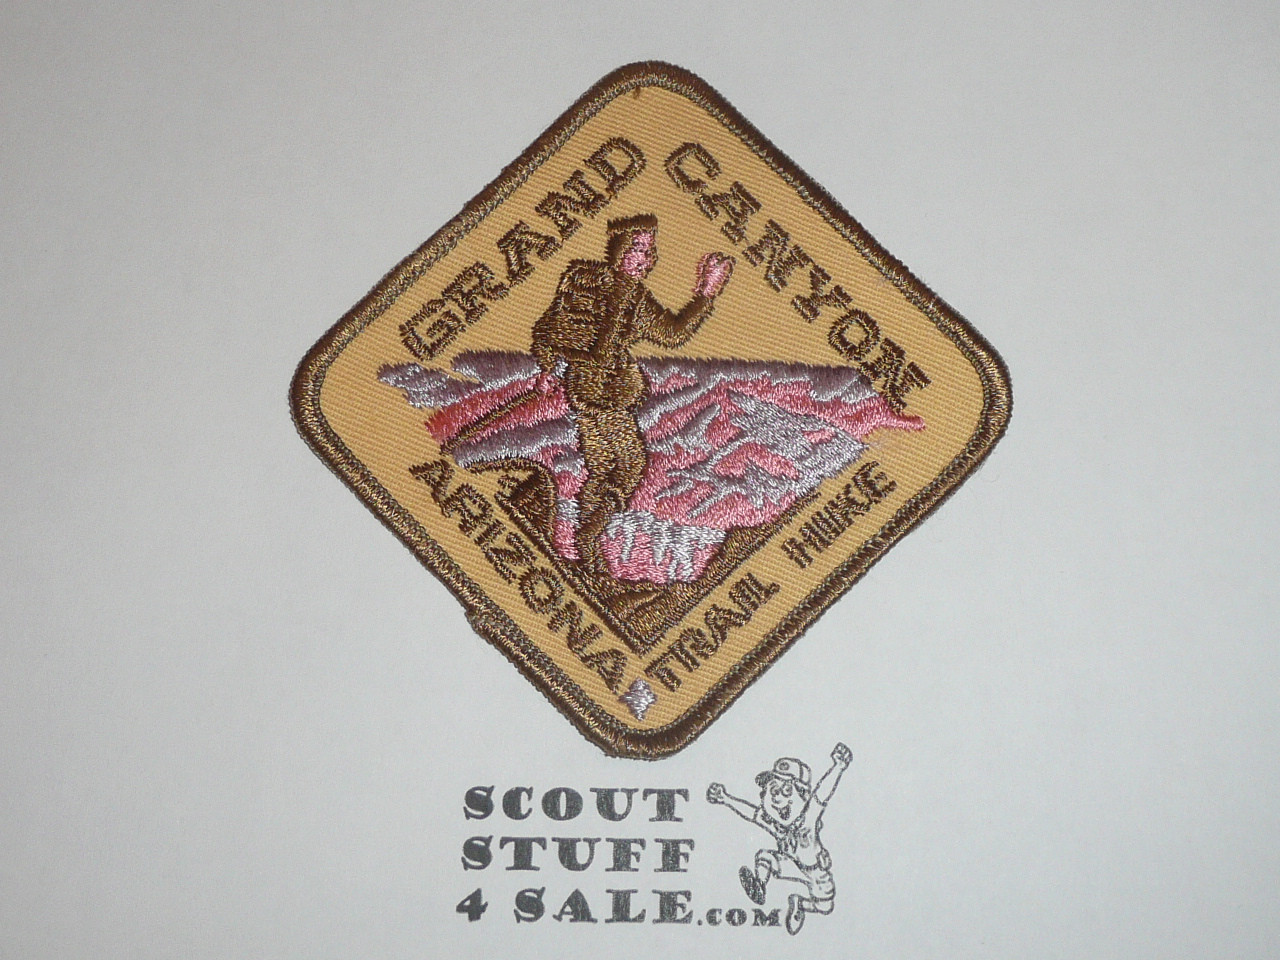 GRAND CANYON
ARIZONA TRAIL HIKE
SCOUT
STUFF
4 SALE.COM